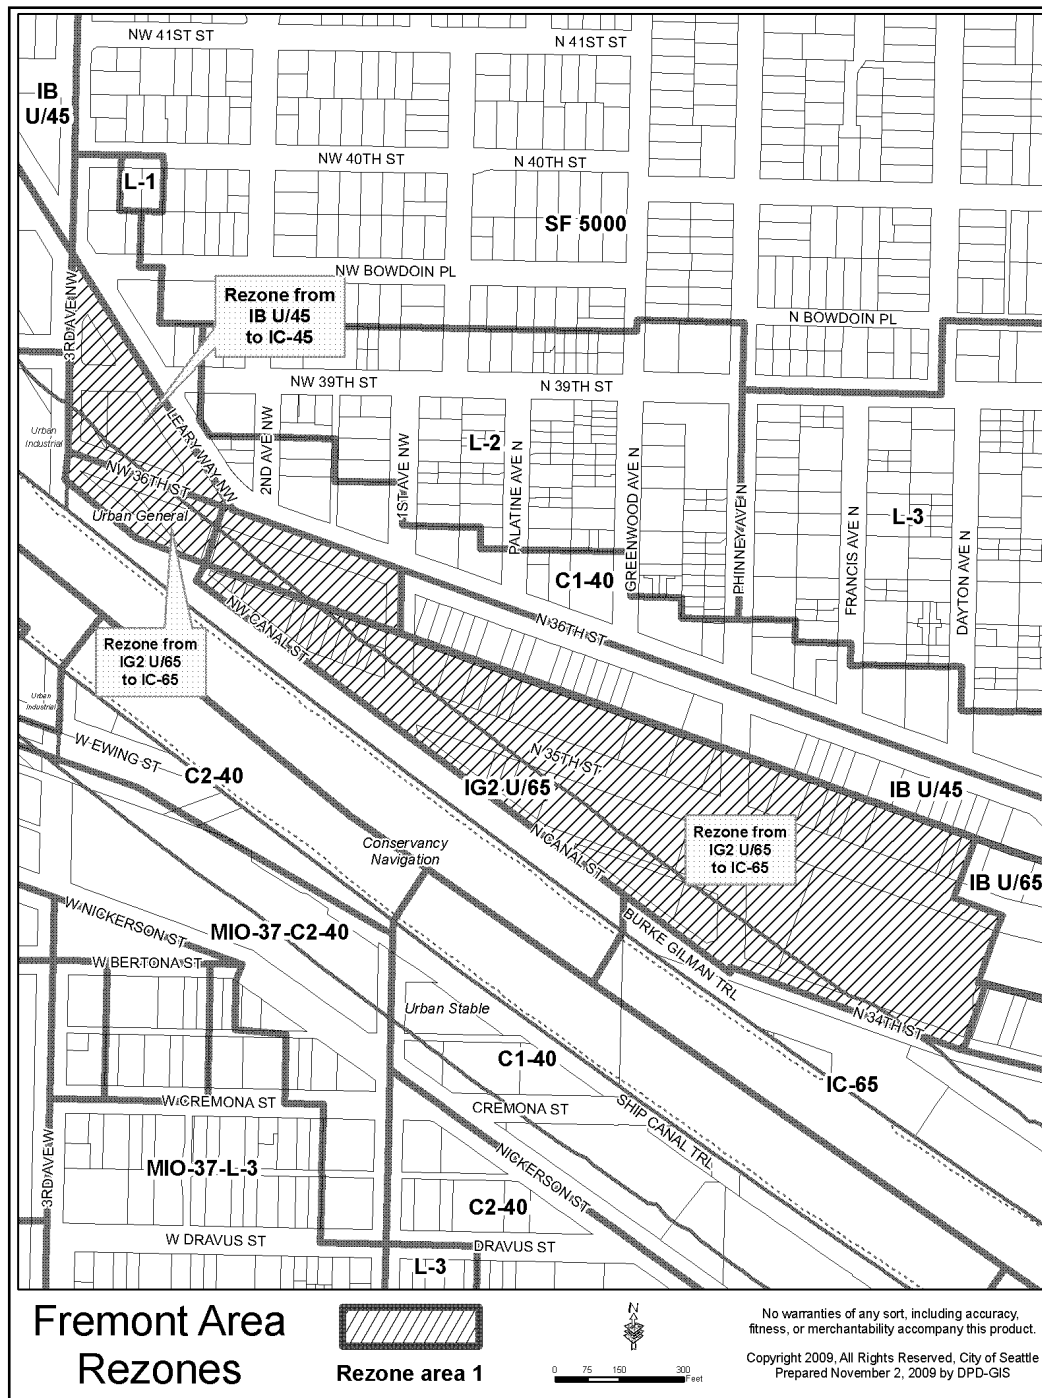 NW 41ST ST
N 41ST ST
IB
U/45
NW 40TH ST
N 40TH ST
L-1
SF 5000
NW BOWDOIN PL
3RD AVE NW
Rezone from
IB U/45
to IC-45
N BOWDOIN PL
NW 39TH ST
N 39TH ST
Urban
Industrial
LEARY WAY NW
2ND AVE NW
1ST AVE NW
L-2
PALATINE AVE N
GREENWOOD AVE N
PHINNEY AVE N
FRANCIS AVE N
L-3
DAYTON AVE N
NW 36TH ST
Urban General
C1-40
N 36TH ST
NW CANAL ST
Rezone from
IG2 U/65
to IC-65
Urban
Industrial
W EWING ST
C2-40
N 35TH ST
IG2 U/65
IB U/45
Conservancy
Navigation
N CANAL ST
Rezone from
IG2 U/65
to IC-65
IB U/65
W NICKERSON ST
MIO-37-C2-40
BURKE GILMAN TRL
W BERTONA ST
Urban Stable
N 34TH ST
C1-40
IC-65
W CREMONA ST
CREMONA ST
SHIP CANAL TRL
3RD AVE W
MIO-37-L-3
NICKERSON ST
C2-40
W DRAVUS ST
DRAVUS ST
L-3
Fremont Area
Rezones
Rezone area 1
N
0 75 150 300
Feet
No warranties of any sort, including accuracy,
fitness, or merchantability accompany this product.
Copyright 2009, All Rights Reserved, City of Seattle
Prepared November 2, 2009 by DPD-GIS